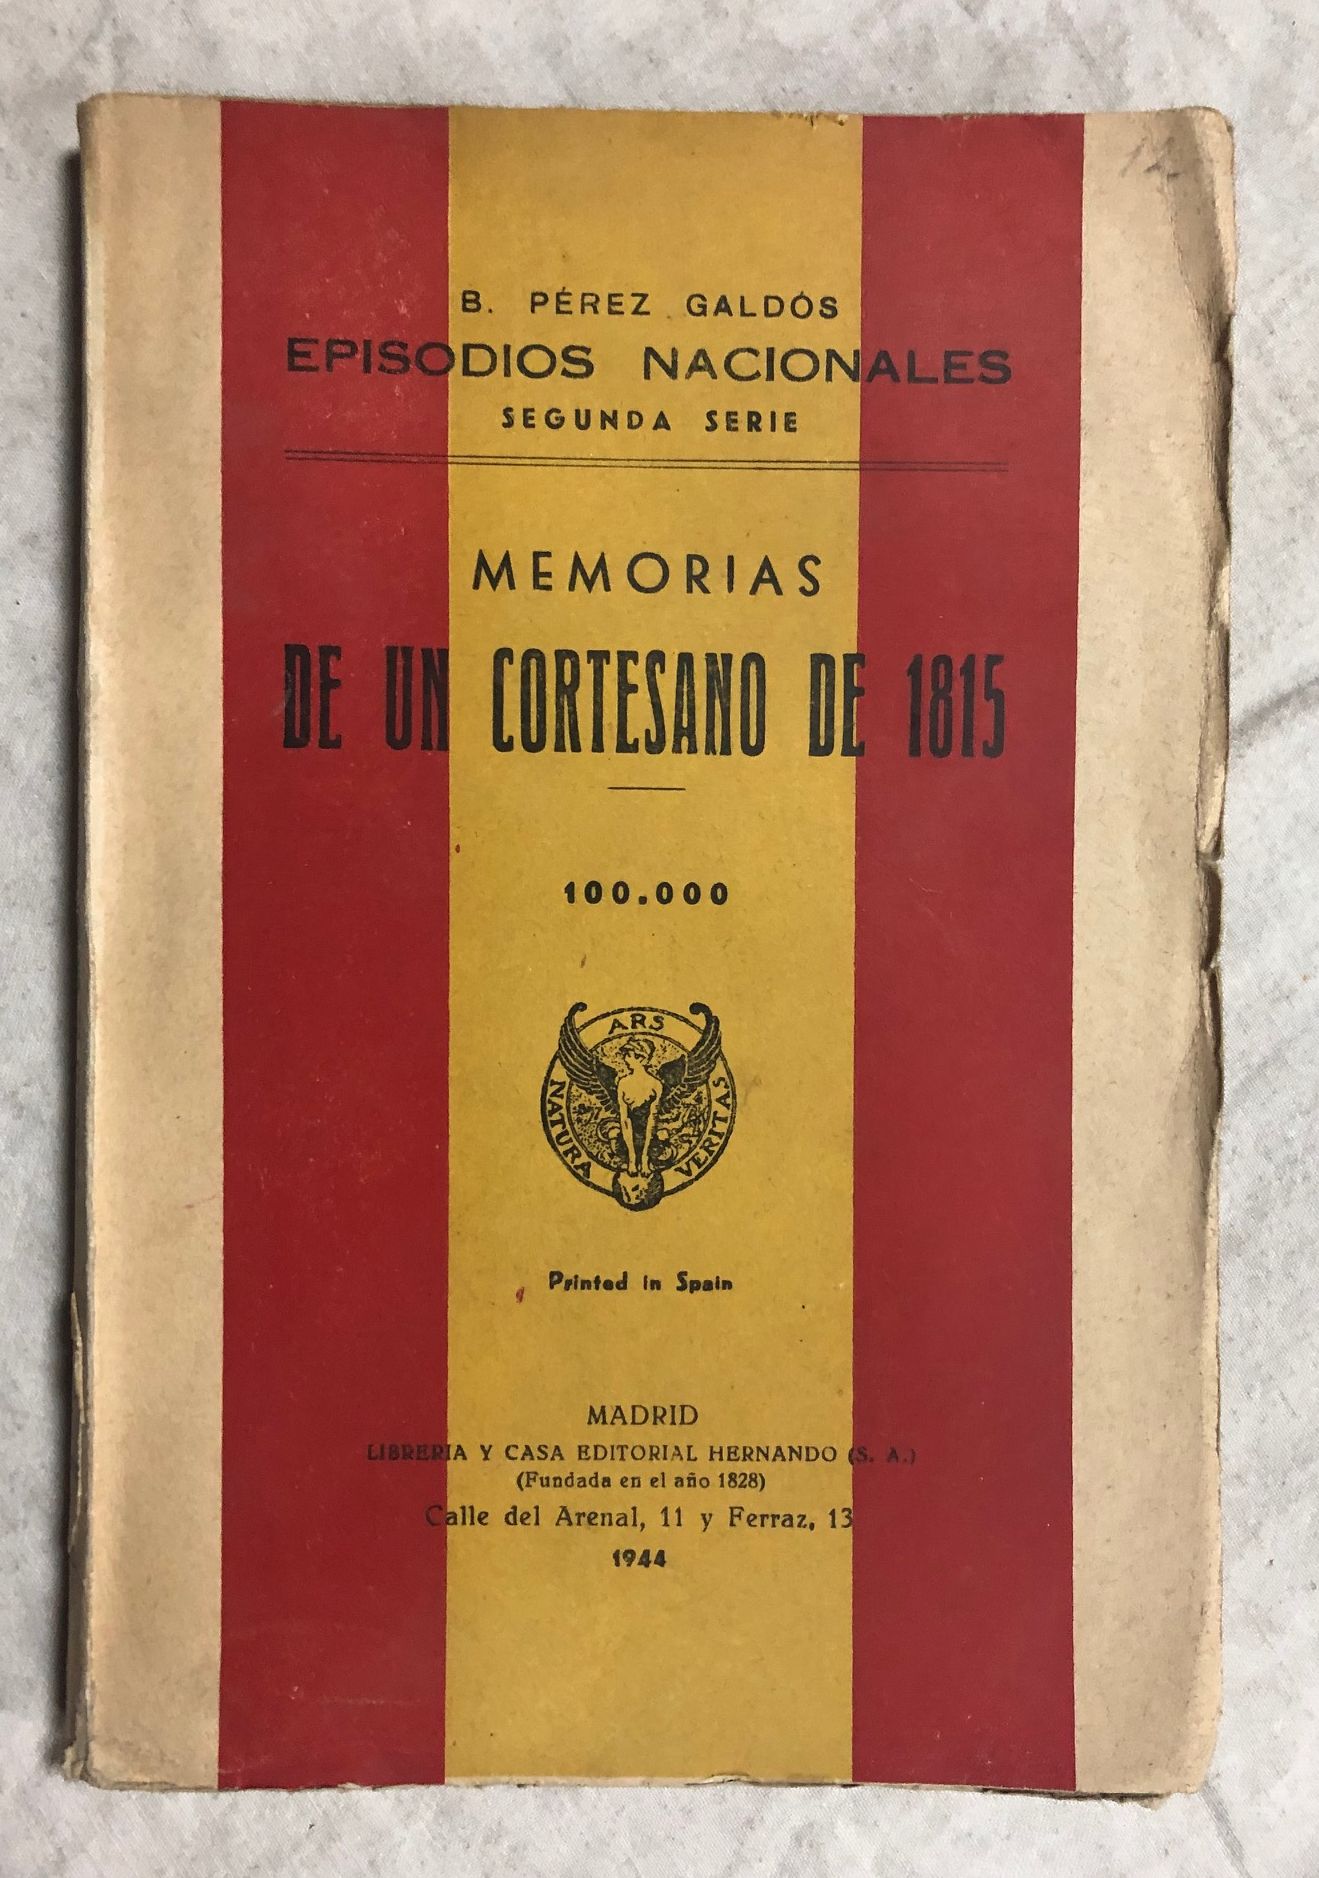 B. PÉREZ GALDÓS
EPISODIOS NACIONALES
SEGUNDA SERIE
MEMORIAS
DE UN CORTESANO DE 1815
100.000
ARS
NATURA
VERITAS
Printed in Spain
MADRID
LIBRERIA Y CASA EDITORIAL HERNANDO (S. A.)
(Fundada en el año 1828)
Calle del Arenal, 11 y Ferraz, 13
1944